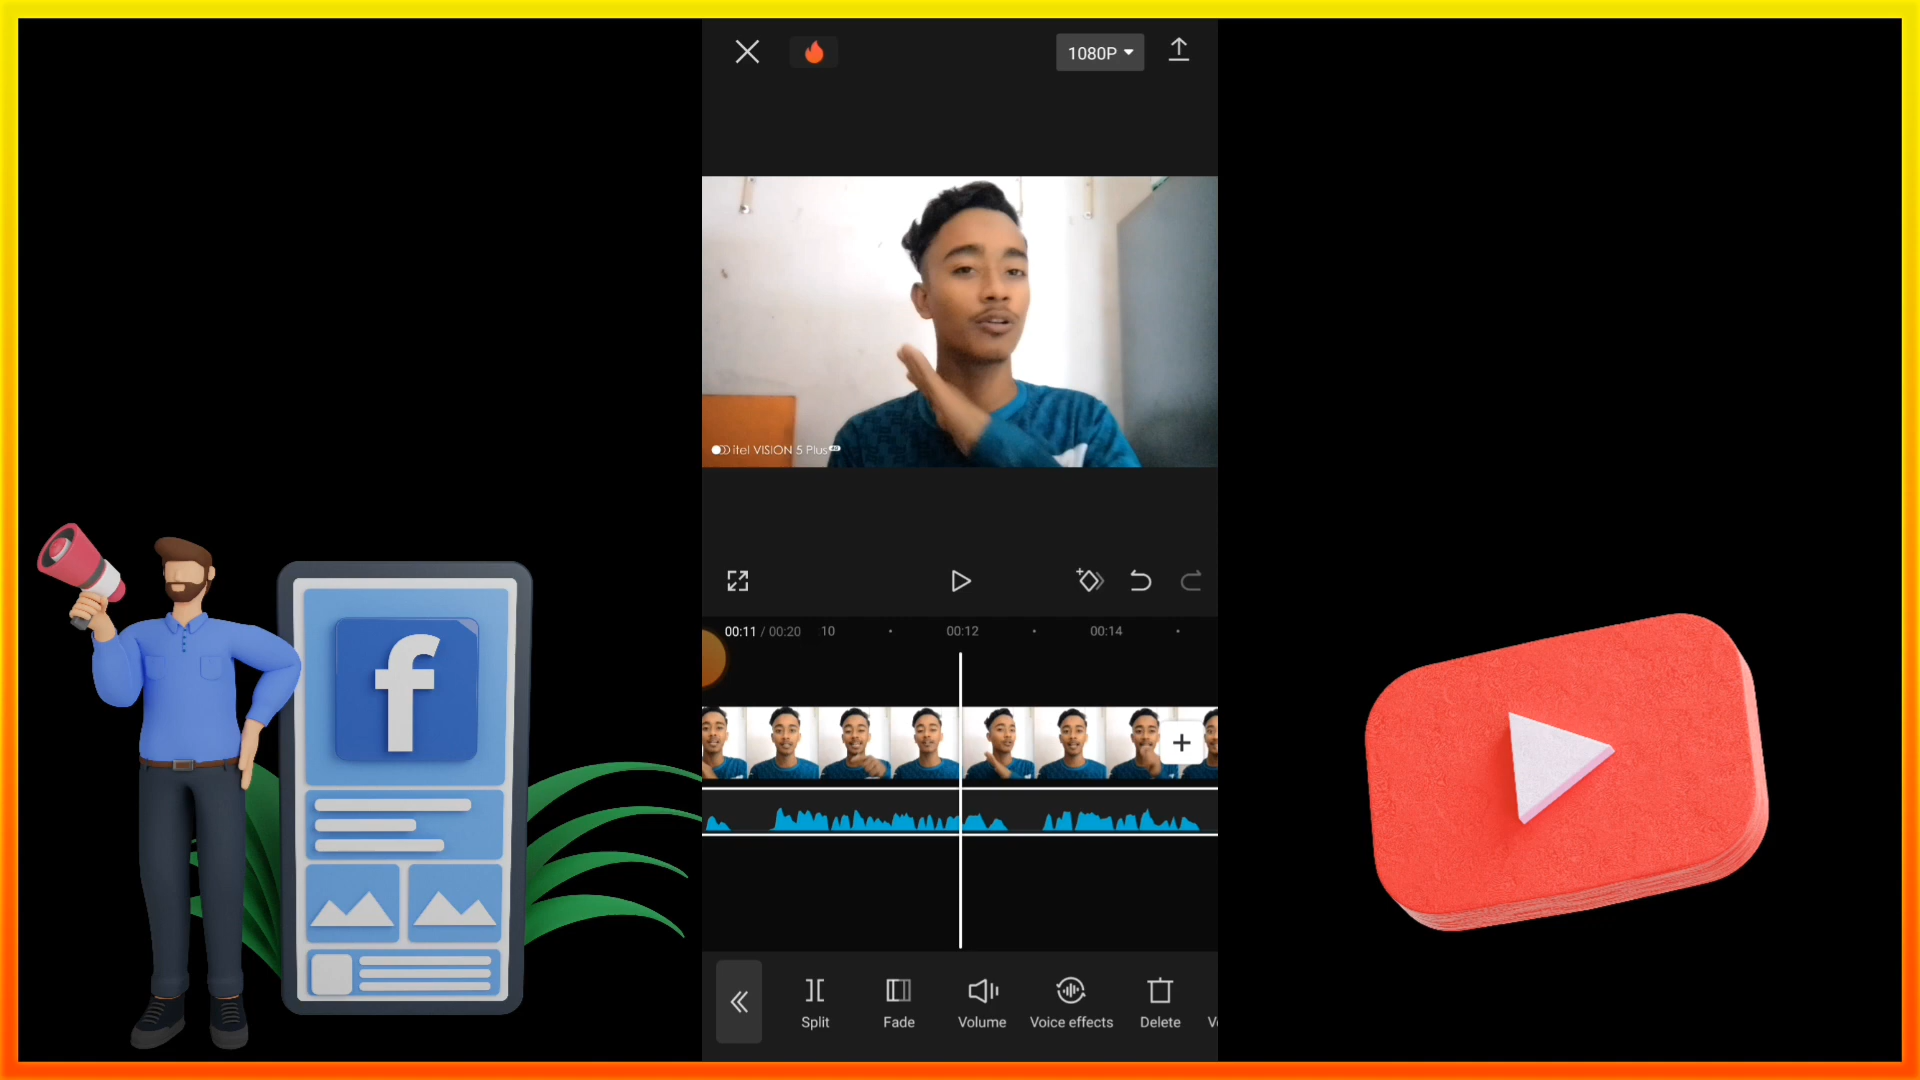 1080P
itel VISION 5 Plus
00:11 / 00:20 10 00:12 00:14
f
Split Fade Volume Voice effects Delete